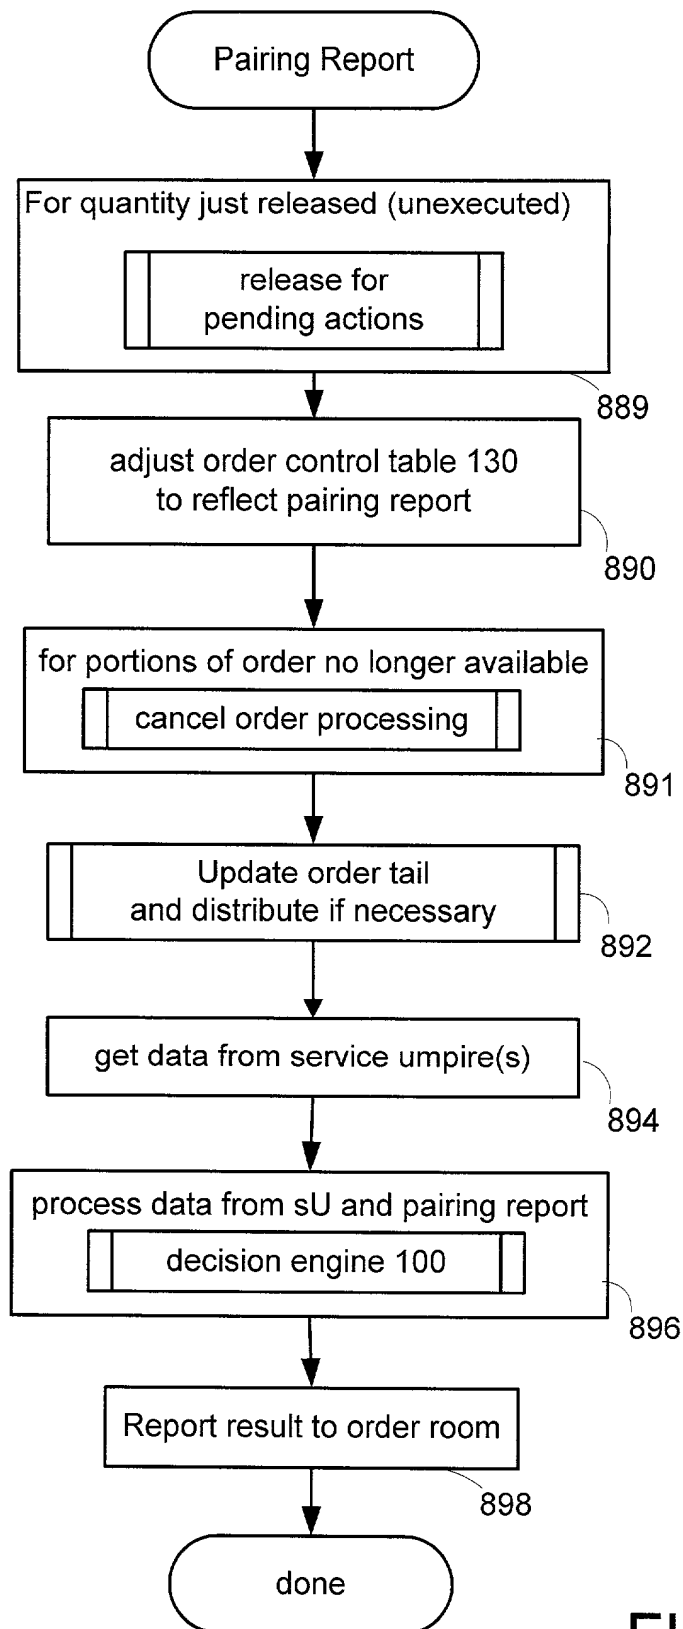 Pairing Report
For quantity just released (unexecuted)
release for
pending actions
889
adjust order control table 130
to reflect pairing report
890
for portions of order no longer available
cancel order processing
891
Update order tail
and distribute if necessary
892
get data from service umpire(s)
894
process data from sU and pairing report
decision engine 100
896
Report result to order room
898
done